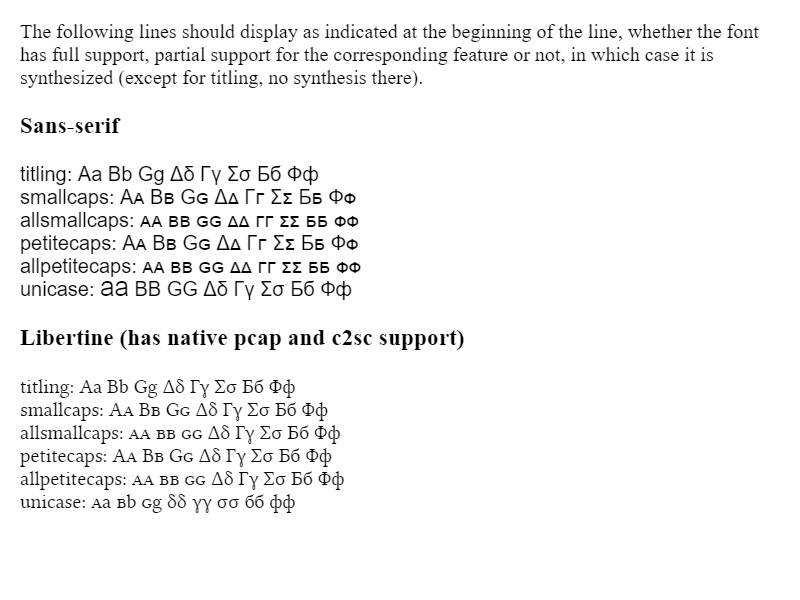 The following lines should display as indicated at the beginning of the line, whether the font
has full support, partial support for the corresponding feature or not, in which case it is
synthesized (except for titling, no synthesis there).
Sans-serif
titling: Aa Bb Gg Δδ Γγ Σσ Бб Фф
smallcaps: Aᴀ Bʙ Gɢ ΔΔ ΓΓ ΣΣ ББ ФФ
allsmallcaps: ᴀᴀ ʙʙ ɢɢ ΔΔ ΓΓ ΣΣ ББ ФФ
petitecaps: Aᴀ Bʙ Gɢ ΔΔ ΓΓ ΣΣ ББ ФФ
allpetitecaps: ᴀᴀ ʙʙ ɢɢ ΔΔ ΓΓ ΣΣ ББ ФФ
unicase: aa BB GG Δδ Γγ Σσ Бб Фф
Libertine (has native pcap and c2sc support)
titling: Aa Bb Gg Δδ Γγ Σσ Бб Фф
smallcaps: Aᴀ Bʙ Gɢ Δδ Γγ Σσ Бб Фф
allsmallcaps: ᴀᴀ ʙʙ ɢɢ Δδ Γγ Σσ Бб Фф
petitecaps: Aᴀ Bʙ Gɢ Δδ Γγ Σσ Бб Фф
allpetitecaps: ᴀᴀ ʙʙ ɢɢ Δδ Γγ Σσ Бб Фф
unicase: ᴀa ʙb ɢg δδ γγ σσ бб фф